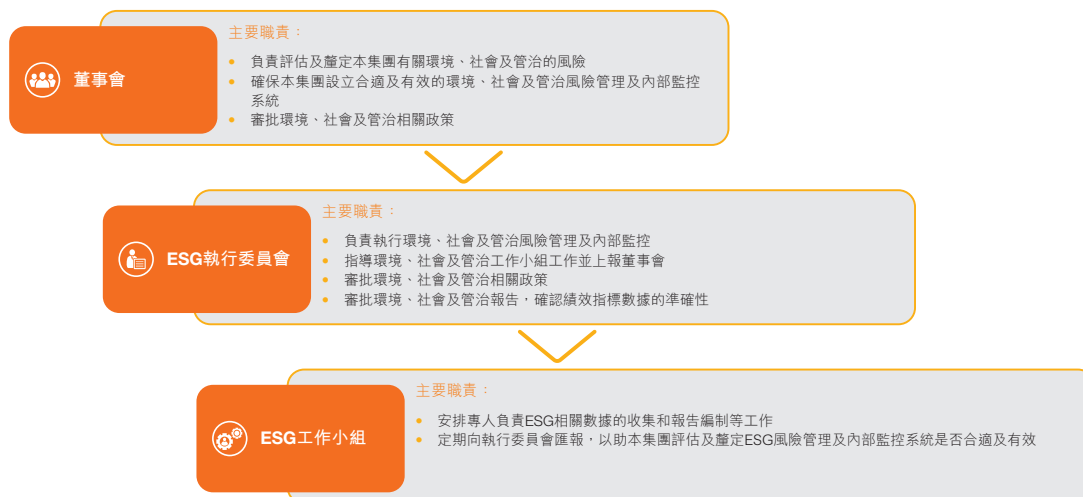 董事會
主要職責：
• 負責評估及釐定本集團有關環境、社會及管治的風險
• 確保本集團設立合適及有效的環境、社會及管治風險管理及內部監控
系統
• 審批環境、社會及管治相關政策
ESG執行委員會
主要職責：
• 負責執行環境、社會及管治風險管理及內部監控
• 指導環境、社會及管治工作小組工作並上報董事會
• 審批環境、社會及管治相關政策
• 審批環境、社會及管治報告，確認績效指標數據的準確性
ESG工作小組
主要職責：
• 安排專人負責ESG相關數據的收集和報告編制等工作
• 定期向執行委員會匯報，以助本集團評估及釐定ESG風險管理及內部監控系統是否合適及有效